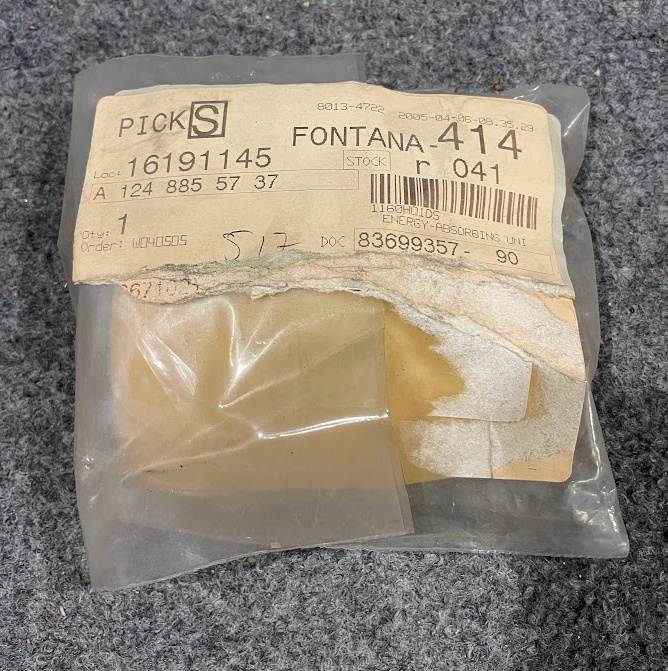 8013-4722 2005-04-06-08.35.29
PICK S FONTANA-414
Loc: 16191145 STOCK r 041
A 124 885 57 37
1160HOIDS
ENERGY-ABSORBING UNI
Qty: 1
Order: W040505 517 DOC 83699357- 90